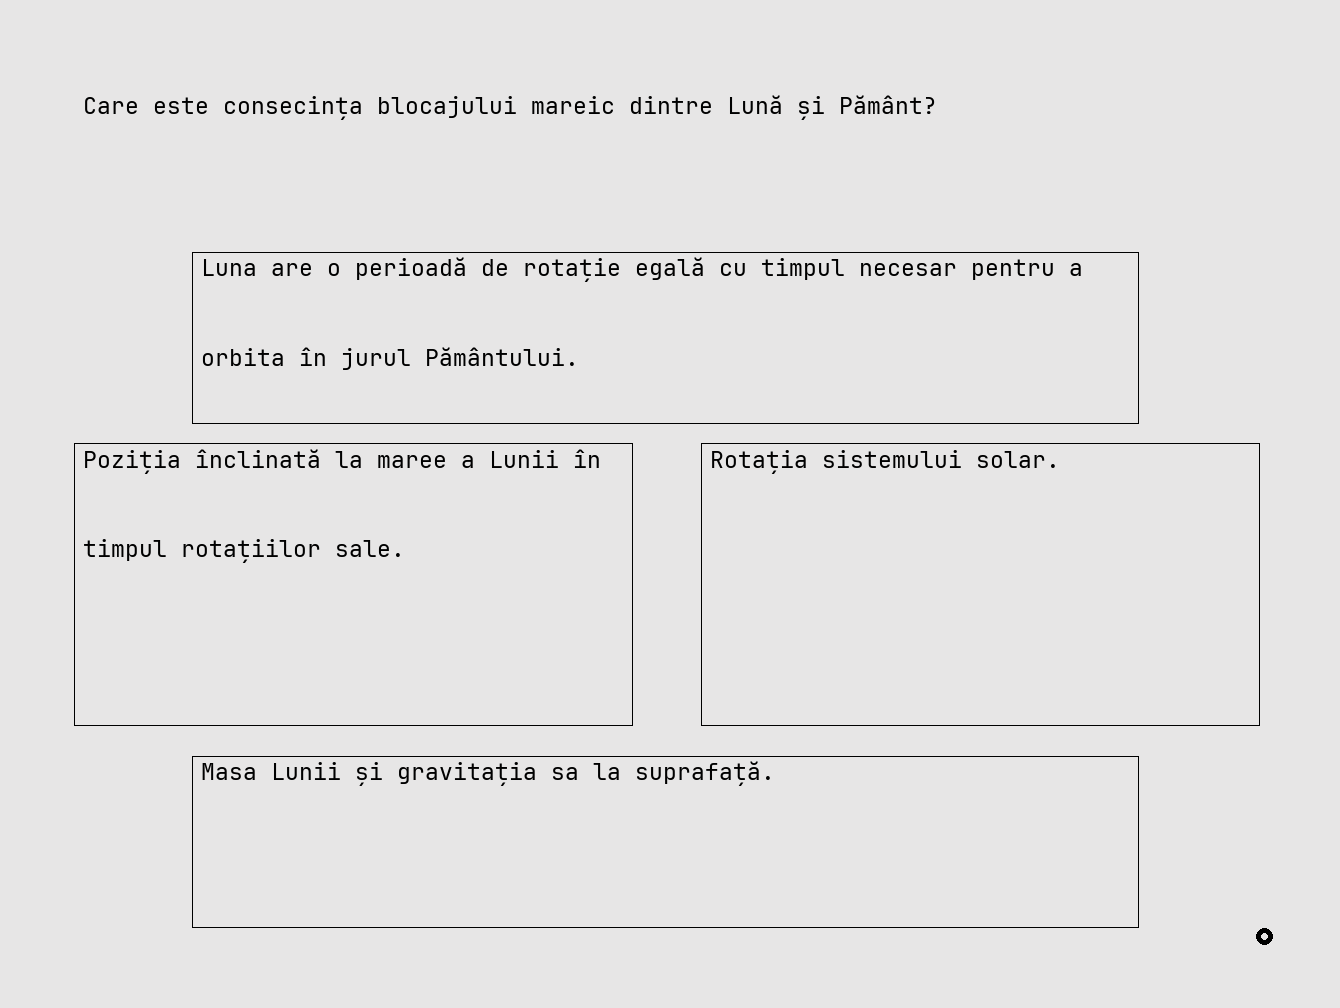 Care este consecința blocajului mareic dintre Lună și Pământ?
Luna are o perioadă de rotație egală cu timpul necesar pentru a
orbita în jurul Pământului.
Poziția înclinată la maree a Lunii în
timpul rotațiilor sale.
Rotația sistemului solar.
Masa Lunii și gravitația sa la suprafață.